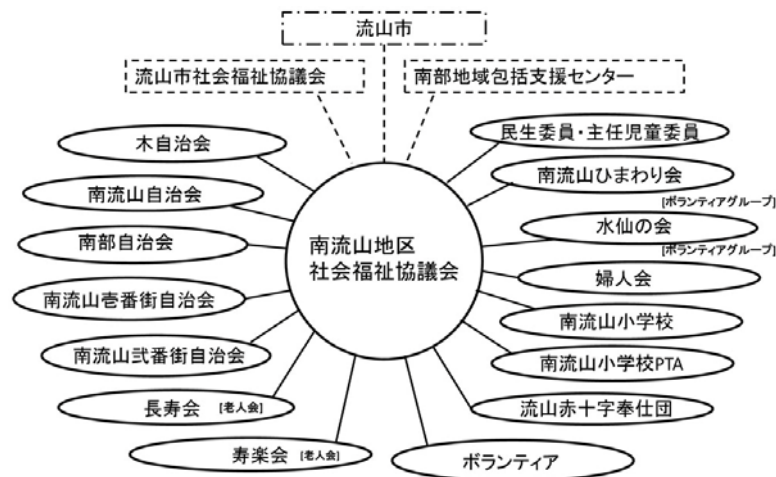 流山市
流山市社会福祉協議会
南部地域包括支援センター
木自治会
南流山自治会
南部自治会
南流山壱番街自治会
南流山弐番街自治会
長寿会 [老人会]
寿楽会 [老人会]
南流山地区
社会福祉協議会
民生委員・主任児童委員
南流山ひまわり会
[ボランティアグループ]
水仙の会
[ボランティアグループ]
婦人会
南流山小学校
南流山小学校PTA
流山赤十字奉仕団
ボランティア